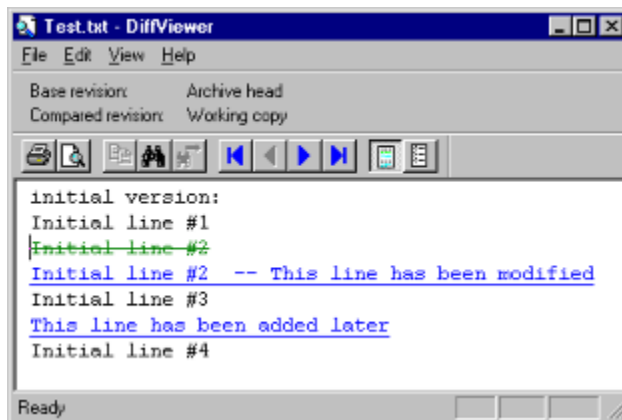 Test.txt - DiffViewer
File Edit View Help
Base revision: Archive head
Compared revision: Working copy
initial version:
Initial line #1
Initial line #2
Initial line #2  -- This line has been modified
Initial line #3
This line has been added later
Initial line #4
Ready